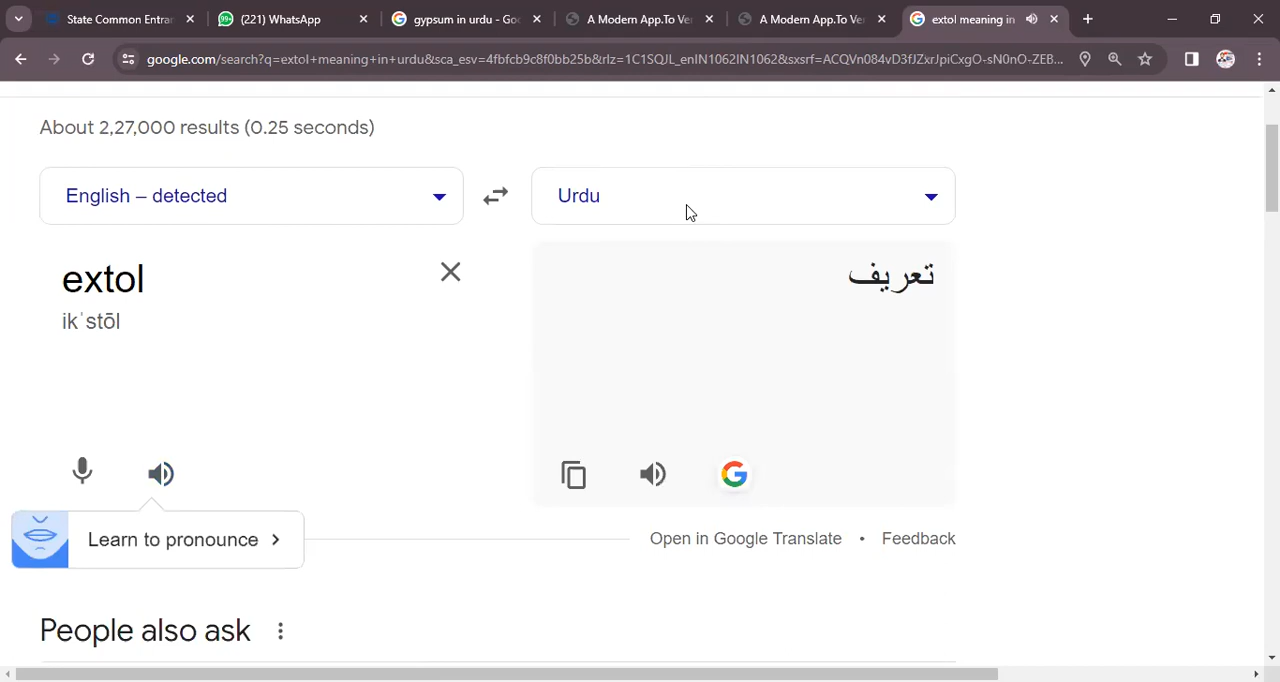 State Common Entran
(221) WhatsApp
gypsum in urdu - Goo
A Modern App.To Ve
A Modern App.To Ve
extol meaning in
google.com/search?q=extol+meaning+in+urdu&sca_esv=4fbfcb9c8f0bb25b&rlz=1C1SQJL_enIN1062IN1062&sxsrf=ACQVn084vD3fJZxrJpiCxgO-sN0nO-ZEB...
About 2,27,000 results (0.25 seconds)
English – detected
Urdu
extol
تعریف
ikˈstōl
Learn to pronounce
Open in Google Translate • Feedback
People also ask